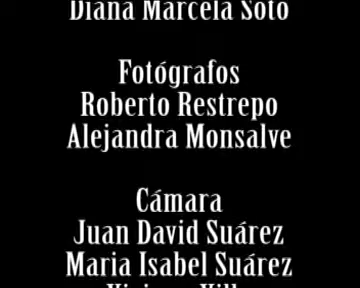 Diana Marcela Soto
Fotógrafos
Roberto Restrepo
Alejandra Monsalve
Cámara
Juan David Suárez
Maria Isabel Suárez